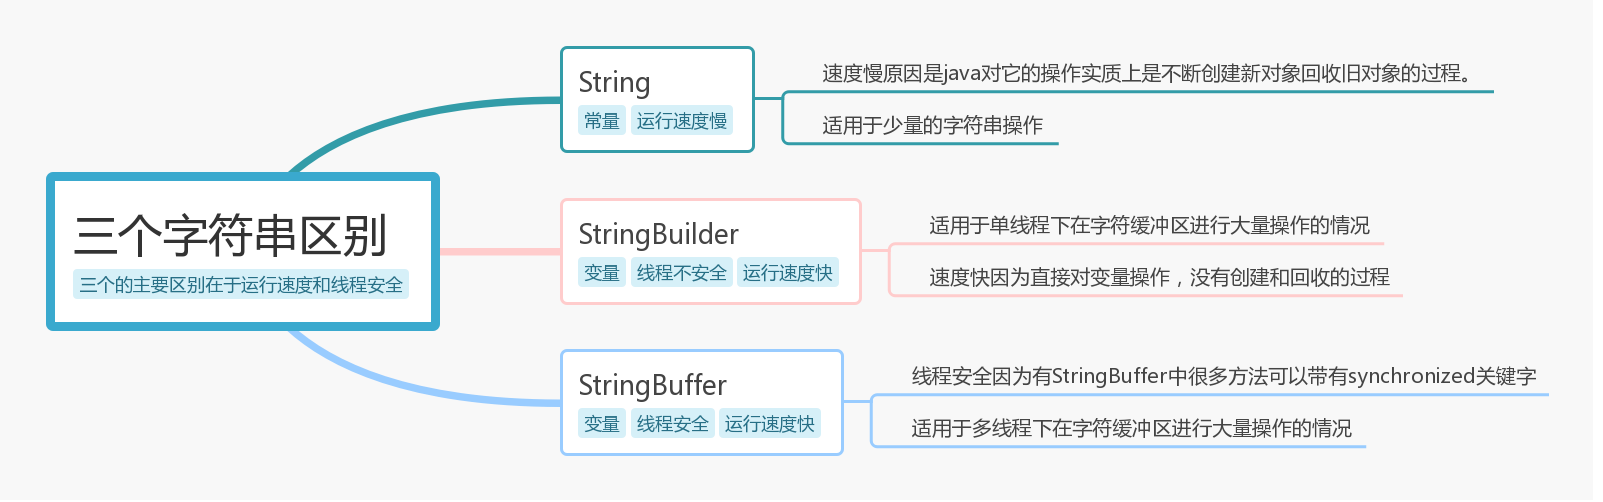 三个字符串区别
三个的主要区别在于运行速度和线程安全
String
常量 运行速度慢
速度慢原因是java对它的操作实质上是不断创建新对象回收旧对象的过程。
适用于少量的字符串操作
StringBuilder
变量 线程不安全 运行速度快
适用于单线程下在字符缓冲区进行大量操作的情况
速度快因为直接对变量操作，没有创建和回收的过程
StringBuffer
变量 线程安全 运行速度快
线程安全因为有StringBuffer中很多方法可以带有synchronized关键字
适用于多线程下在字符缓冲区进行大量操作的情况